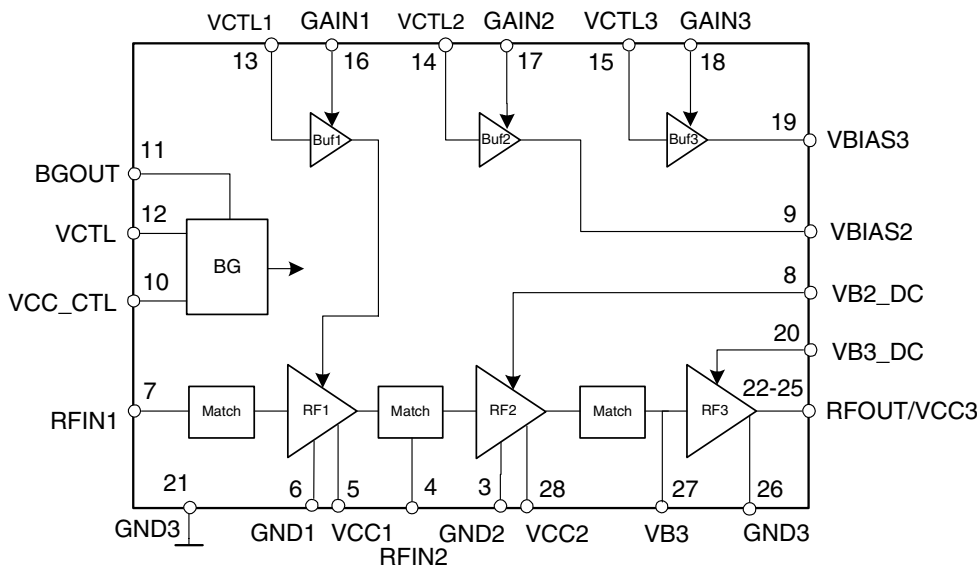 VCTL1 GAIN1 VCTL2 GAIN2 VCTL3 GAIN3
13 16 14 17 15 18
Buf1 Buf2 Buf3
19 VBIAS3
11
BGOUT
12
VCTL
9 VBIAS2
BG
10
VCC_CTL
8 VB2_DC
20 VB3_DC
7 22-25
RFIN1 Match RF1 Match RF2 Match RF3 RFOUT/VCC3
21 6 5 4 3 28 27 26
GND3 GND1 VCC1 RFIN2 GND2 VCC2 VB3 GND3